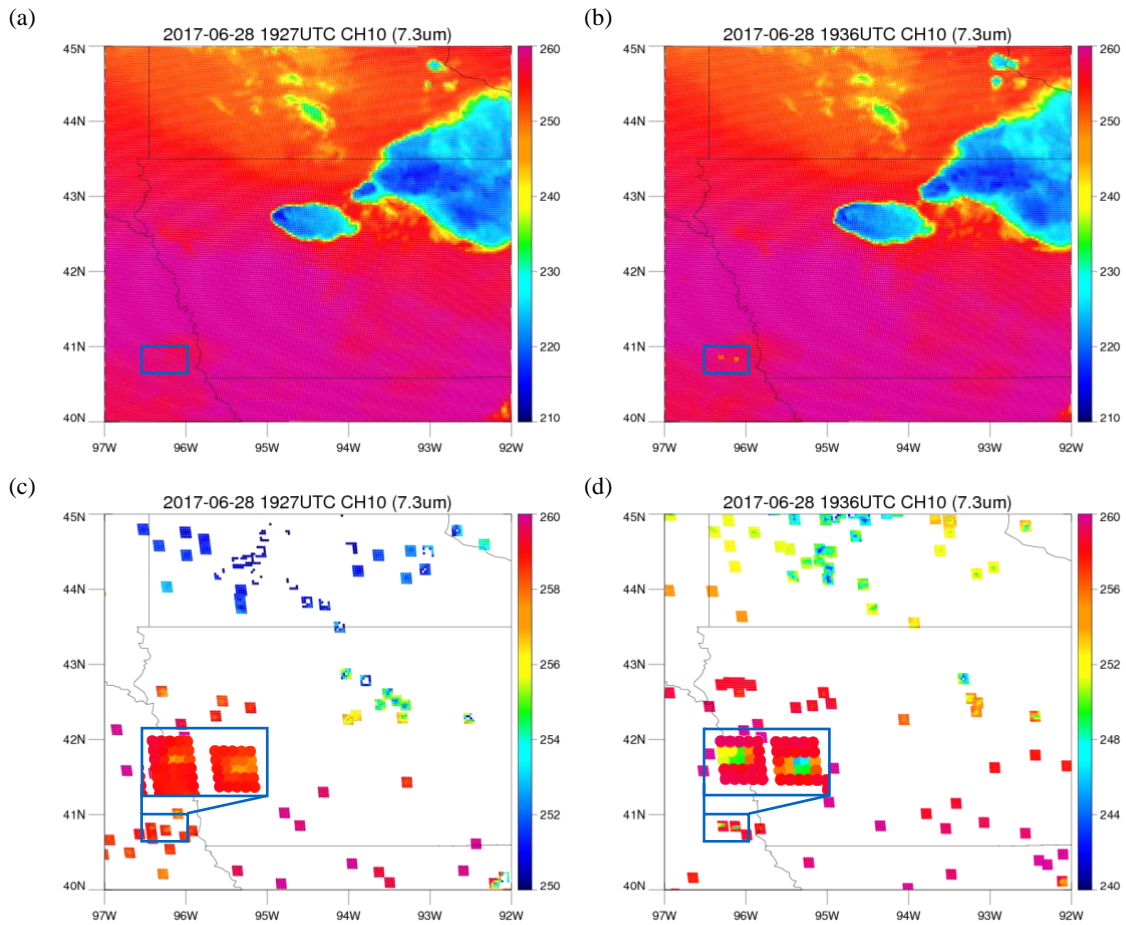 (a)
2017-06-28 1927UTC CH10 (7.3um)
45N
44N
43N
42N
41N
40N
97W 96W 95W 94W 93W 92W
260
250
240
230
220
210
(b)
2017-06-28 1936UTC CH10 (7.3um)
45N
44N
43N
42N
41N
40N
97W 96W 95W 94W 93W 92W
260
250
240
230
220
210
(c)
2017-06-28 1927UTC CH10 (7.3um)
45N
44N
43N
42N
41N
40N
97W 96W 95W 94W 93W 92W
260
258
256
254
252
250
(d)
2017-06-28 1936UTC CH10 (7.3um)
45N
44N
43N
42N
41N
40N
97W 96W 95W 94W 93W 92W
260
256
252
248
244
240